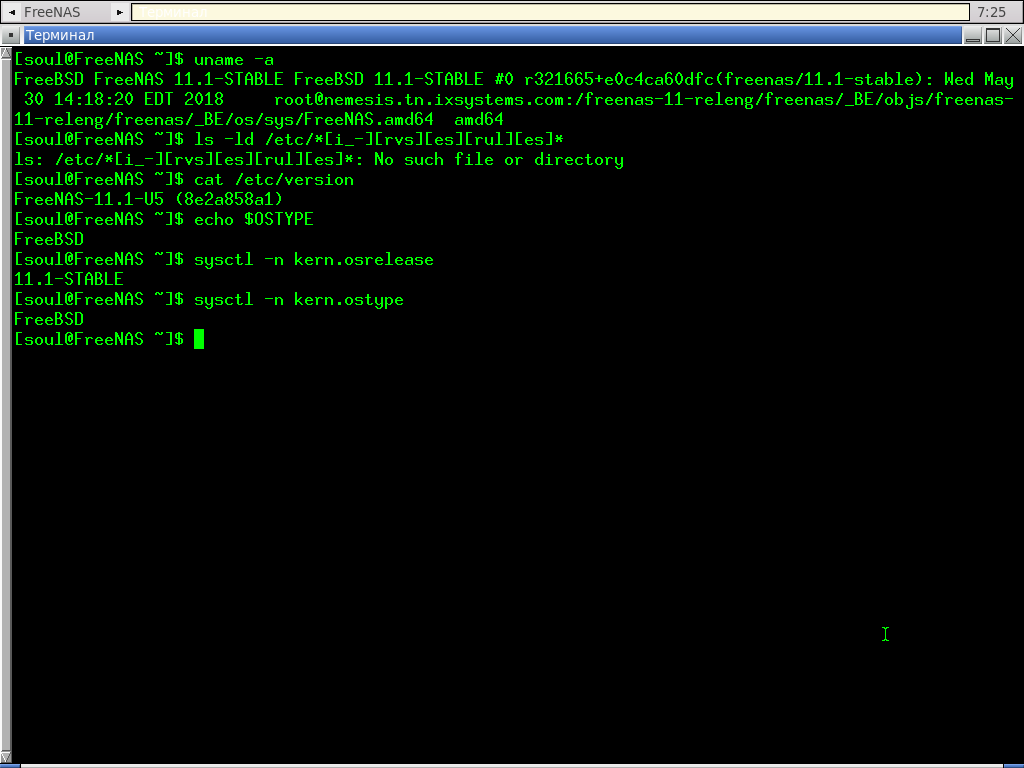 FreeNAS
7:25
Терминал
[soul@FreeNAS ~]$ uname -a
FreeBSD FreeNAS 11.1-STABLE FreeBSD 11.1-STABLE #0 r321665+e0c4ca60dfc(freenas/11.1-stable): Wed May
 30 14:18:20 EDT 2018     root@nemesis.tn.ixsystems.com:/freenas-11-releng/freenas/_BE/objs/freenas-
11-releng/freenas/_BE/os/sys/FreeNAS.amd64  amd64
[soul@FreeNAS ~]$ ls -ld /etc/*[i_-][rvs][es][rul][es]*
ls: /etc/*[i_-][rvs][es][rul][es]*: No such file or directory
[soul@FreeNAS ~]$ cat /etc/version
FreeNAS-11.1-U5 (8e2a858a1)
[soul@FreeNAS ~]$ echo $OSTYPE
FreeBSD
[soul@FreeNAS ~]$ sysctl -n kern.osrelease
11.1-STABLE
[soul@FreeNAS ~]$ sysctl -n kern.ostype
FreeBSD
[soul@FreeNAS ~]$